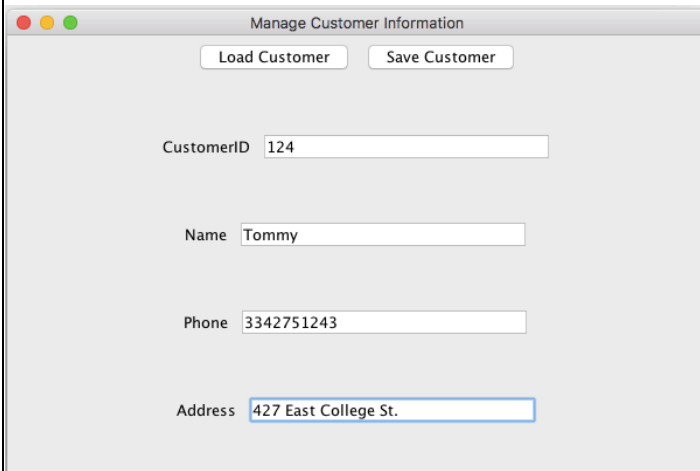 Manage Customer Information
Load Customer Save Customer
CustomerID 124
Name Tommy
Phone 3342751243
Address 427 East College St.